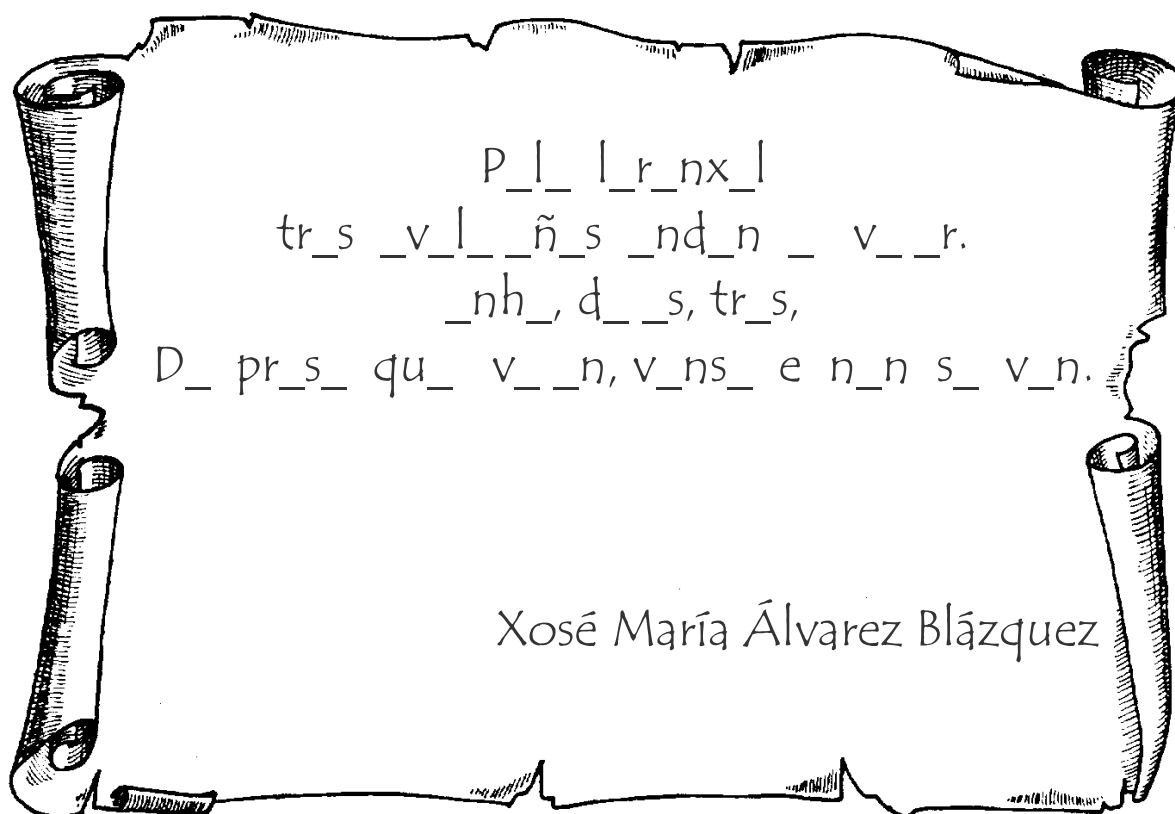 P_l_ l_r_nx_l
tr_s _v_l_ _ñ_s _nd_n _ v_ _r.
_nh_, d_ _s, tr_s,
D_ pr_s_ qu_ v_ _n, v_ns_ e n_n s_ v_n.
Xosé María Álvarez Blázquez